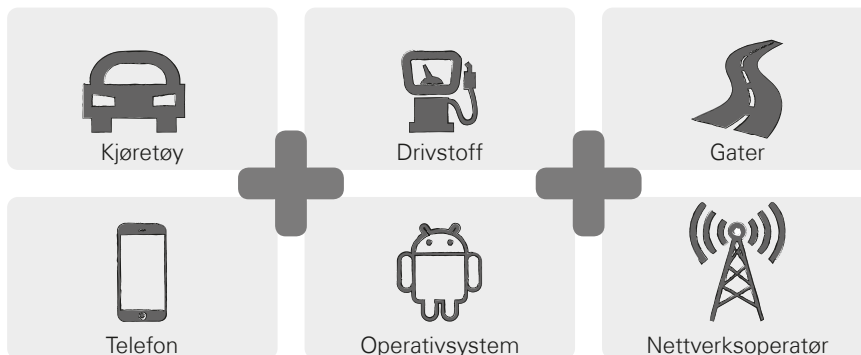 Kjøretøy
Drivstoff
Gater
Telefon
Operativsystem
Nettverksoperatør